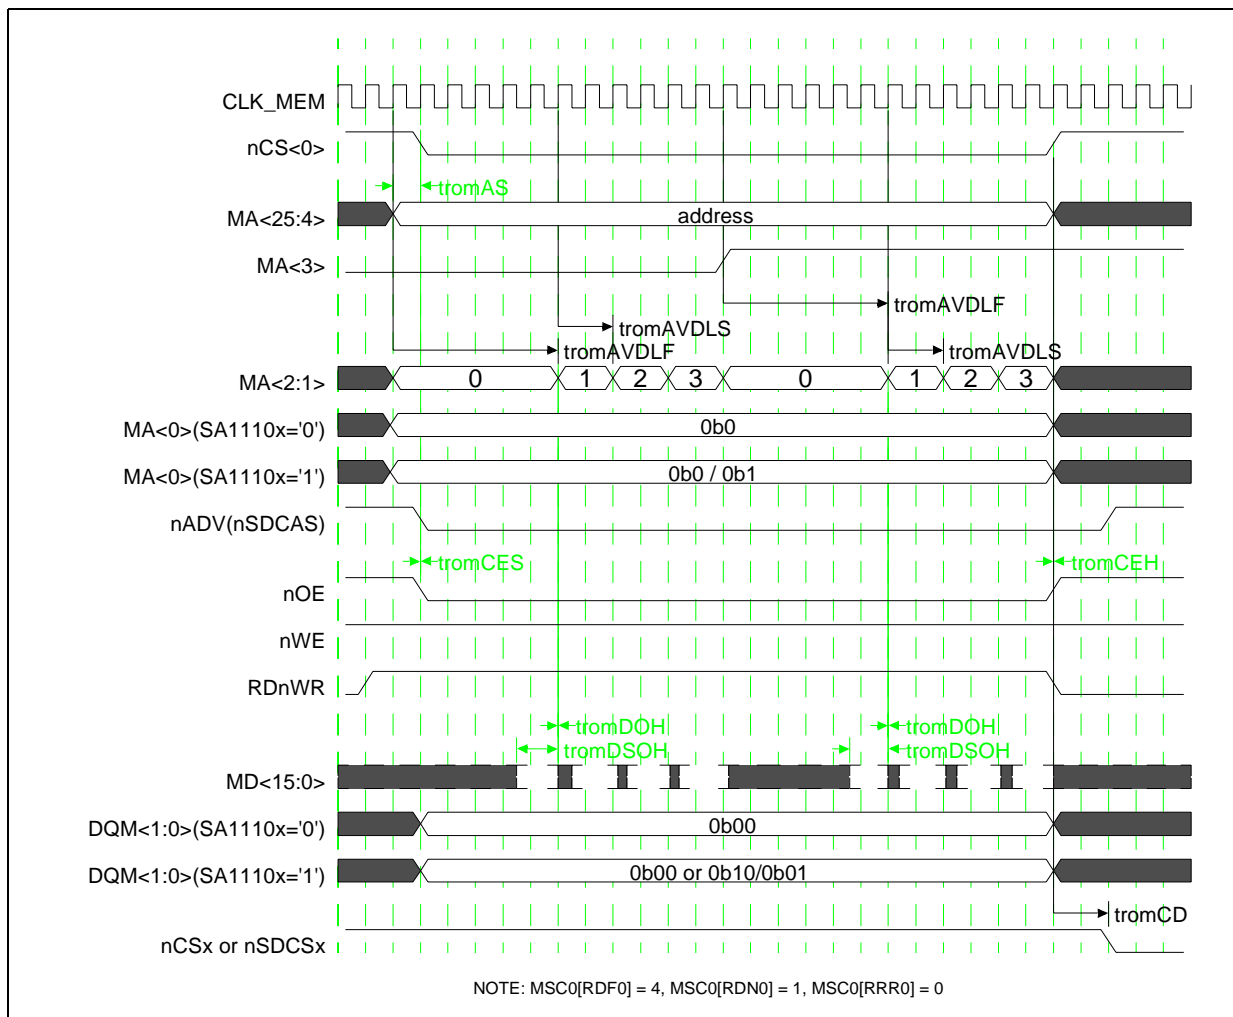 CLK_MEM
nCS<0>
tromAS
MA<25:4>
address
MA<3>
tromAVDLF
tromAVDLS
tromAVDLF
tromAVDLS
MA<2:1>
0 1 2 3 0 1 2 3
MA<0>(SA1110x='0')
0b0
MA<0>(SA1110x='1')
0b0 / 0b1
nADV(nSDCAS)
tromCES
tromCEH
nOE
nWE
RDnWR
tromDOH
tromDOH
tromDSOH
tromDSOH
MD<15:0>
DQM<1:0>(SA1110x='0')
0b00
DQM<1:0>(SA1110x='1')
0b00 or 0b10/0b01
tromCD
nCSx or nSDCSx
NOTE: MSC0[RDF0] = 4, MSC0[RDN0] = 1, MSC0[RRR0] = 0